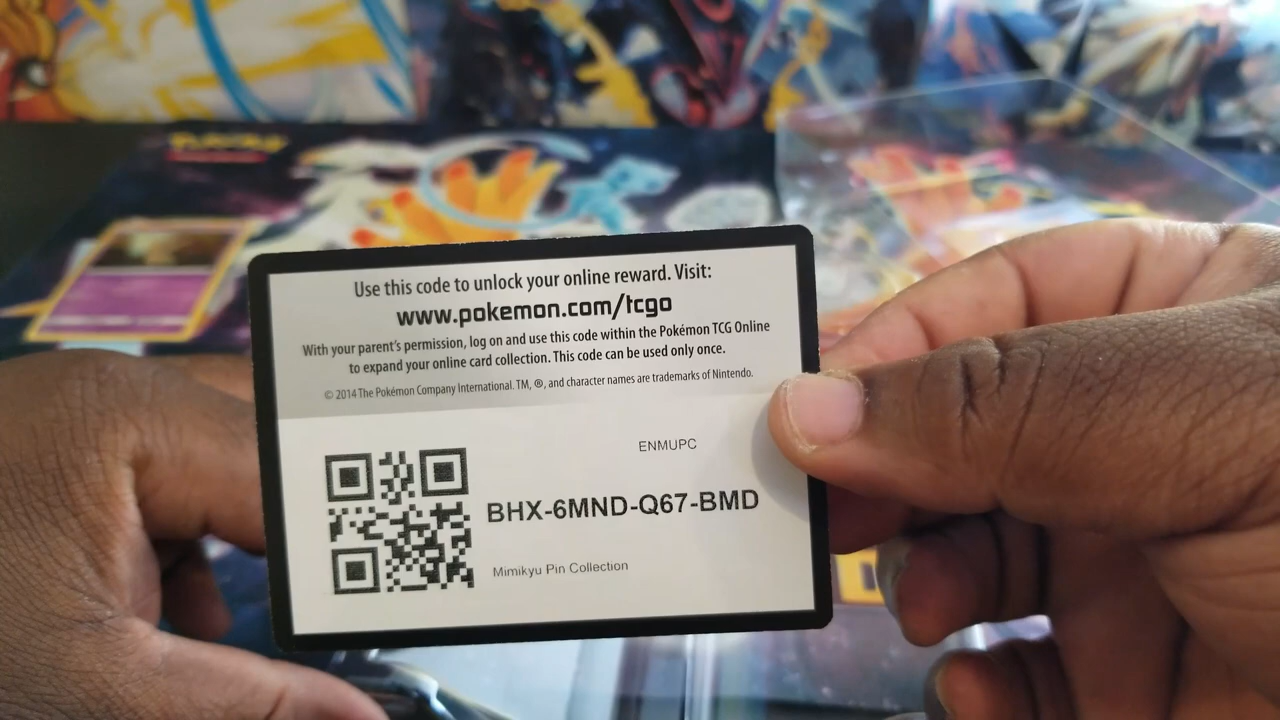 POKÉMON
Use this code to unlock your online reward. Visit:
www.pokemon.com/tcgo
With your parent's permission, log on and use this code within the Pokémon TCG Online
to expand your online card collection. This code can be used only once.
© 2014 The Pokémon Company International. TM, ®, and character names are trademarks of Nintendo.
ENMUPC
BHX-6MND-Q67-BMD
Mimikyu Pin Collection